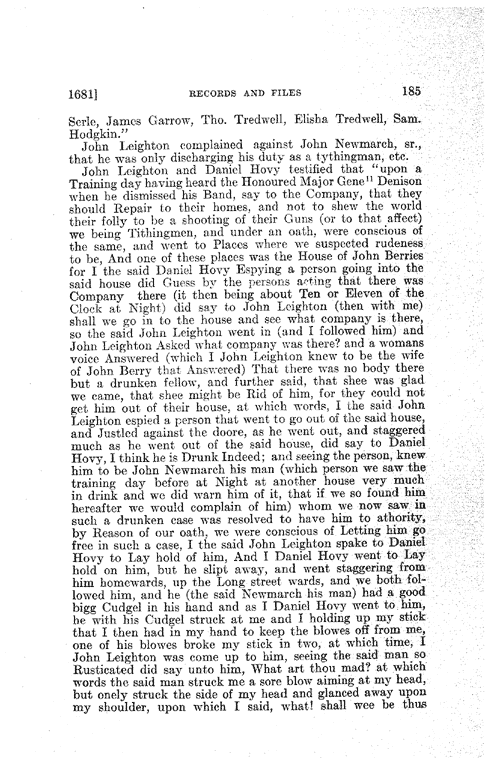 1681] RECORDS AND FILES 185
Serle, James Garrow, Tho. Tredwell, Elisha Tredwell, Sam.
Hodgkin."
John Leighton complained against John Newmarch, sr.,
that he was only discharging his duty as a tythingman, etc.
John Leighton and Daniel Hovy testified that "upon a
Training day having heard the Honoured Major Gene¹¹ Denison
when he dismissed his Band, say to the Company, that they
should Repair to their homes, and not to shew the world
their folly to be a shooting of their Guns (or to that affect)
we being Tithingmen, and under an oath, were conscious of
the same, and went to Places where we suspected rudeness
to be, And one of these places was the House of John Berries
for I the said Daniel Hovy Espying a person going into the
said house did Guess by the persons acting that there was
Company there (it then being about Ten or Eleven of the
Clock at Night) did say to John Leighton (then with me)
shall we go in to the house and see what company is there,
so the said John Leighton went in (and I followed him) and
John Leighton Asked what company was there? and a womans
voice Answered (which I John Leighton knew to be the wife
of John Berry that Answered) That there was no body there
but a drunken fellow, and further said, that shee was glad
we came, that shee might be Rid of him, for they could not
get him out of their house, at which words, I the said John
Leighton espied a person that went to go out of the said house,
and Justled against the doore, as he went out, and staggered
much as he went out of the said house, did say to Daniel
Hovy, I think he is Drunk Indeed; and seeing the person, knew
him to be John Newmarch his man (which person we saw the
training day before at Night at another house very much
in drink and we did warn him of it, that if we so found him
hereafter we would complain of him) whom we now saw in
such a drunken case was resolved to have him to athority,
by Reason of our oath, we were conscious of Letting him go
free in such a case, I the said John Leighton spake to Daniel
Hovy to Lay hold of him, And I Daniel Hovy went to Lay
hold on him, but he slipt away, and went staggering from
him homewards, up the Long street wards, and we both fol-
lowed him, and he (the said Newmarch his man) had a good
bigg Cudgel in his hand and as I Daniel Hovy went to him,
he with his Cudgel struck at me and I holding up my stick
that I then had in my hand to keep the blowes off from me,
one of his blowes broke my stick in two, at which time, I
John Leighton was come up to him, seeing the said man so
Rusticated did say unto him, What art thou mad? at which
words the said man struck me a sore blow aiming at my head,
but onely struck the side of my head and glanced away upon
my shoulder, upon which I said, what! shall wee be thus